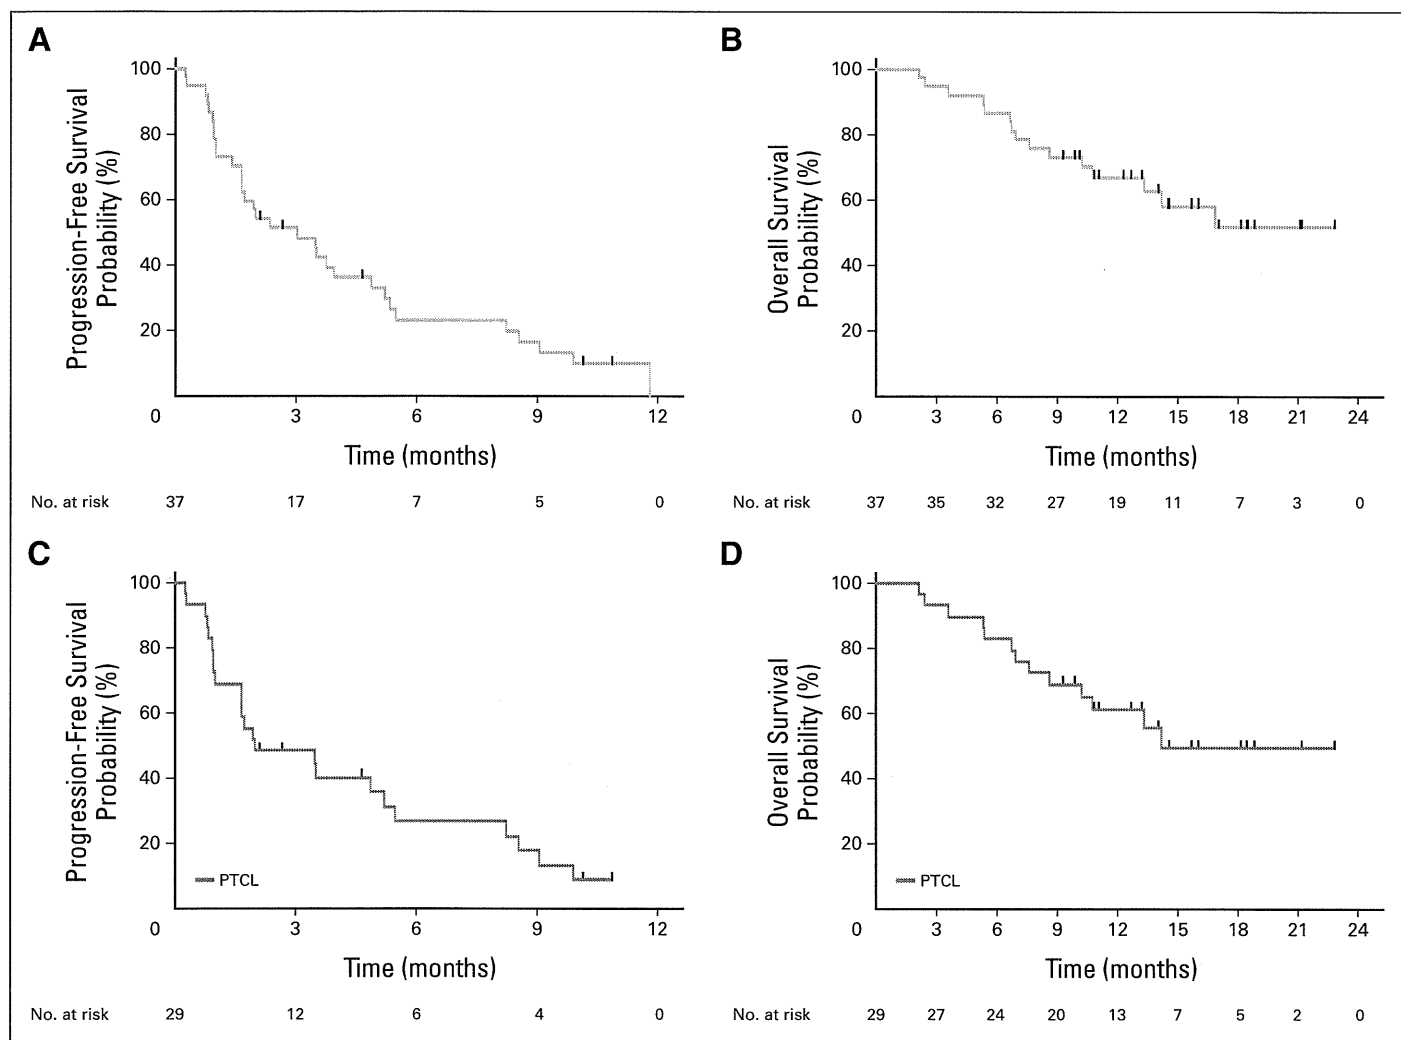 A
Progression-Free Survival
Probability (%)
100
80
60
40
20
0 3 6 9 12
Time (months)
No. at risk 37 17 7 5 0
B
Overall Survival
Probability (%)
100
80
60
40
20
0 3 6 9 12 15 18 21 24
Time (months)
No. at risk 37 35 32 27 19 11 7 3 0
C
Progression-Free Survival
Probability (%)
100
80
60
40
20
PTCL
0 3 6 9 12
Time (months)
No. at risk 29 12 6 4 0
D
Overall Survival
Probability (%)
100
80
60
40
20
PTCL
0 3 6 9 12 15 18 21 24
Time (months)
No. at risk 29 27 24 20 13 7 5 2 0